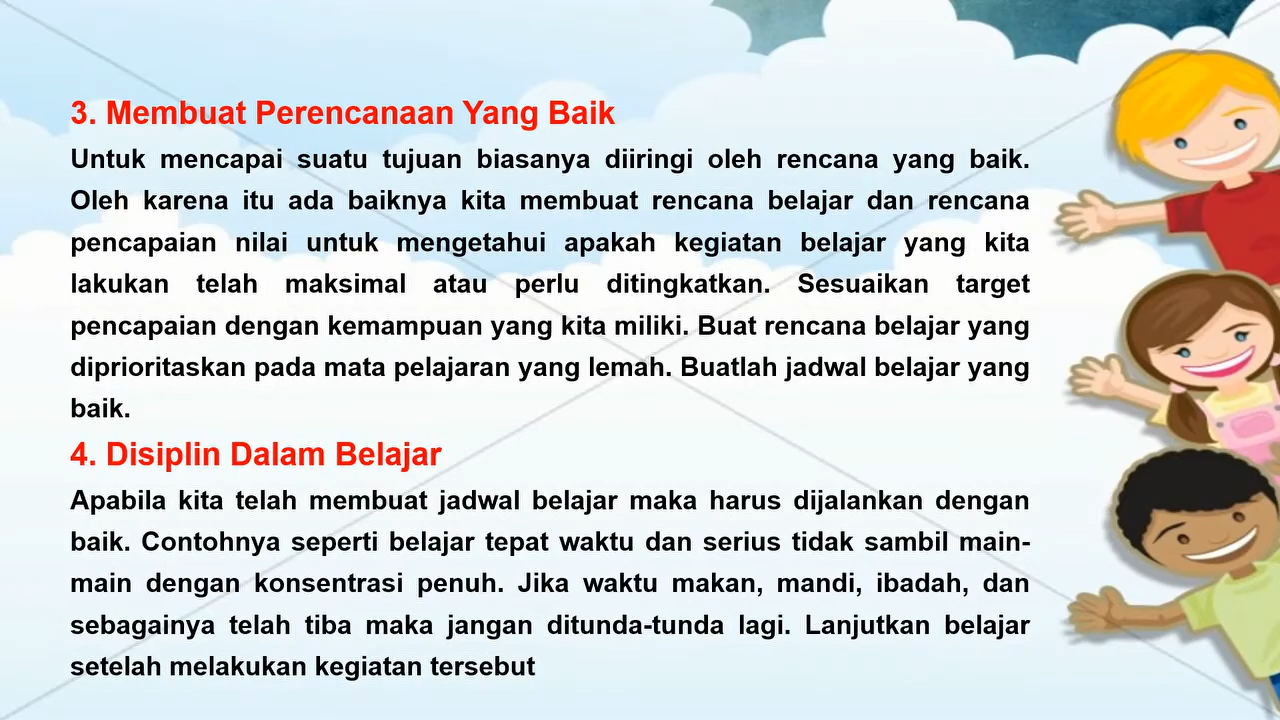 3. Membuat Perencanaan Yang Baik
Untuk mencapai suatu tujuan biasanya diiringi oleh rencana yang baik.
Oleh karena itu ada baiknya kita membuat rencana belajar dan rencana
pencapaian nilai untuk mengetahui apakah kegiatan belajar yang kita
lakukan telah maksimal atau perlu ditingkatkan. Sesuaikan target
pencapaian dengan kemampuan yang kita miliki. Buat rencana belajar yang
diprioritaskan pada mata pelajaran yang lemah. Buatlah jadwal belajar yang
baik.
4. Disiplin Dalam Belajar
Apabila kita telah membuat jadwal belajar maka harus dijalankan dengan
baik. Contohnya seperti belajar tepat waktu dan serius tidak sambil main-
main dengan konsentrasi penuh. Jika waktu makan, mandi, ibadah, dan
sebagainya telah tiba maka jangan ditunda-tunda lagi. Lanjutkan belajar
setelah melakukan kegiatan tersebut